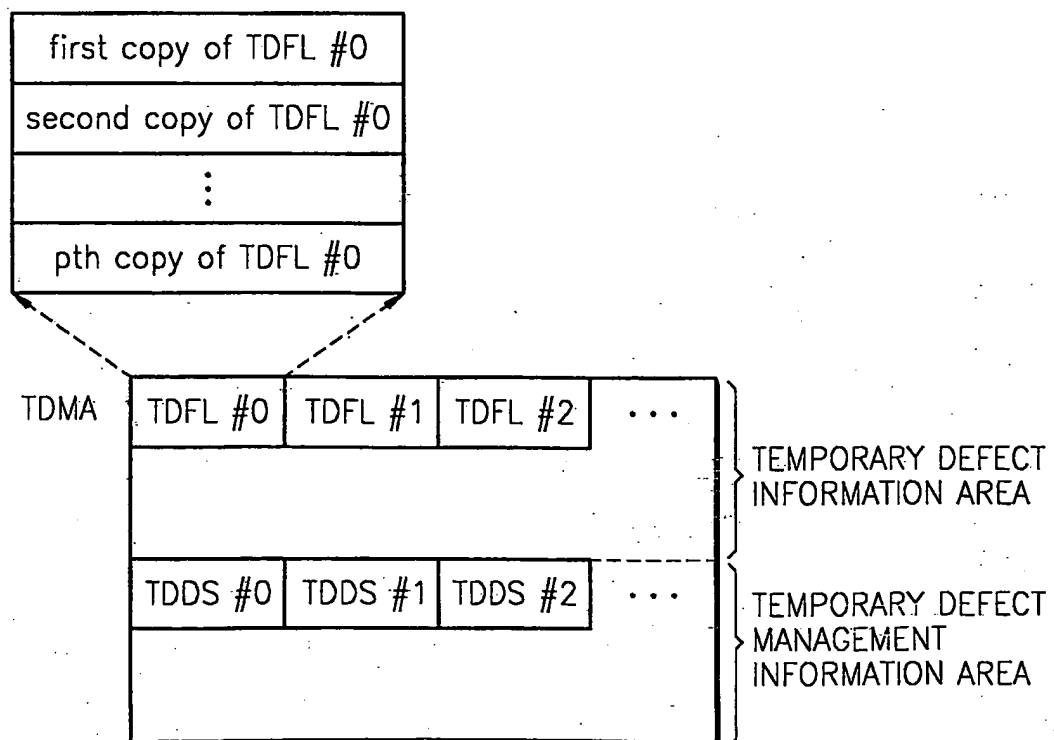 first copy of TDFL #0
second copy of TDFL #0
⋮
pth copy of TDFL #0
TDMA
TDFL #0
TDFL #1
TDFL #2
...
TEMPORARY DEFECT
INFORMATION AREA
TDDS #0
TDDS #1
TDDS #2
...
TEMPORARY DEFECT
MANAGEMENT
INFORMATION AREA